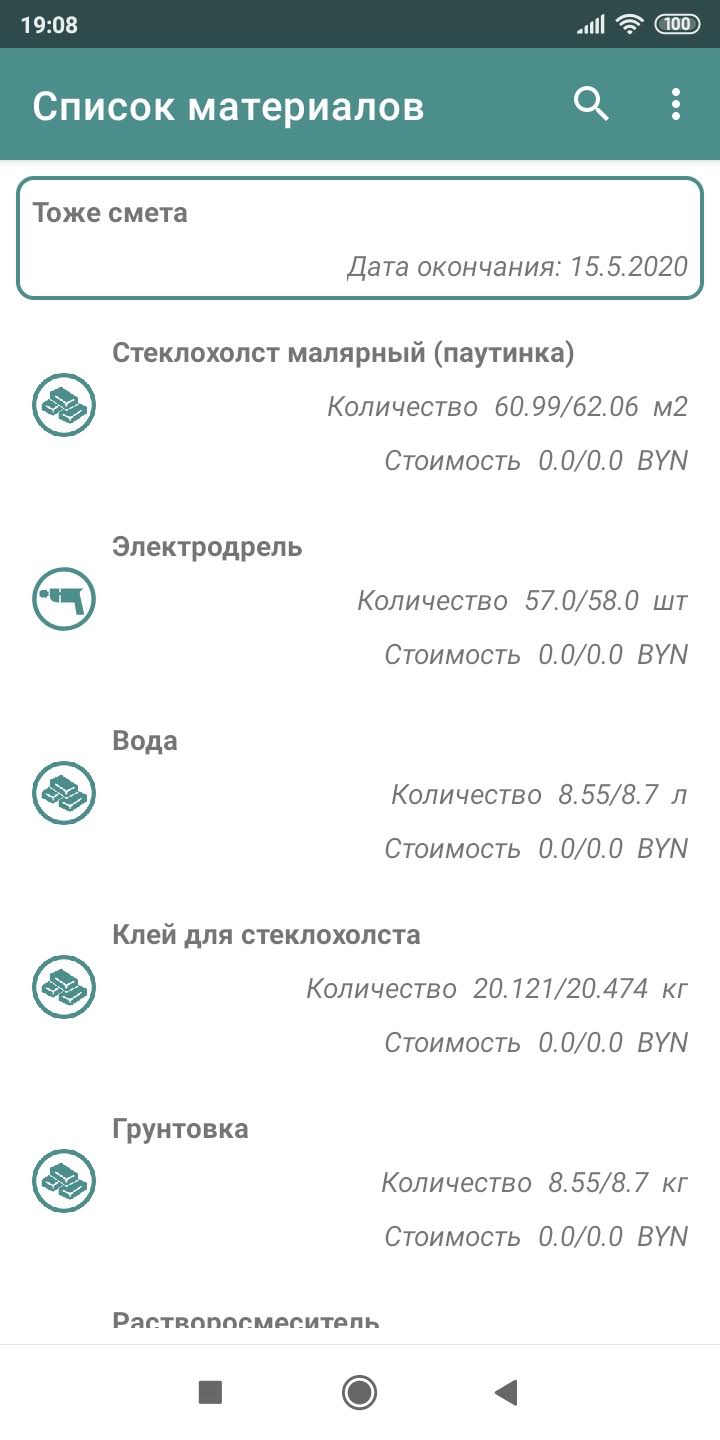 19:08
100
Список материалов
Тоже смета
Дата окончания: 15.5.2020
Стеклохолст малярный (паутинка)
Количество 60.99/62.06 м2
Стоимость 0.0/0.0 BYN
Электродрель
Количество 57.0/58.0 шт
Стоимость 0.0/0.0 BYN
Вода
Количество 8.55/8.7 л
Стоимость 0.0/0.0 BYN
Клей для стеклохолста
Количество 20.121/20.474 кг
Стоимость 0.0/0.0 BYN
Грунтовка
Количество 8.55/8.7 кг
Стоимость 0.0/0.0 BYN
Растворосмеситель